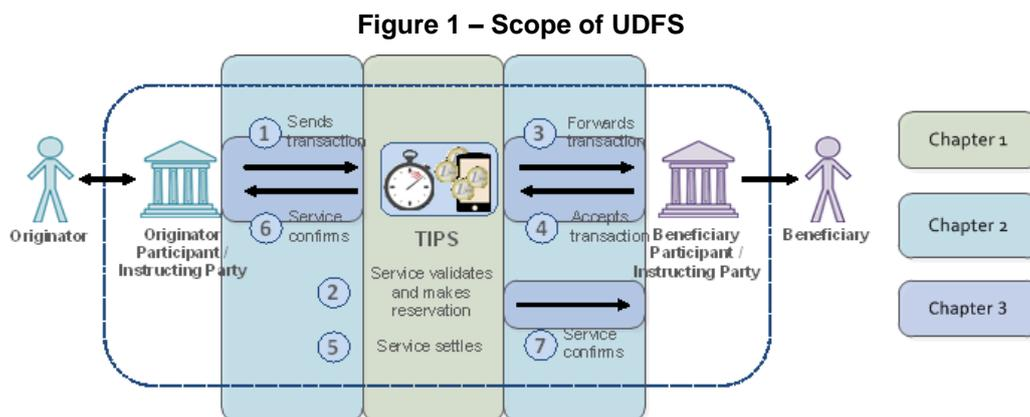 Figure 1 – Scope of UDFS
1 Sends
transaction
3 Forwards
transaction
Chapter 1
6 Service
confirms
4 Accepts
transaction
Originator
Originator
Participant /
Instructing Party
TIPS
Beneficiary
Participant /
Instructing Party
Beneficiary
Chapter 2
2 Service validates
and makes
reservation
5 Service settles
7 Service
confirms
Chapter 3